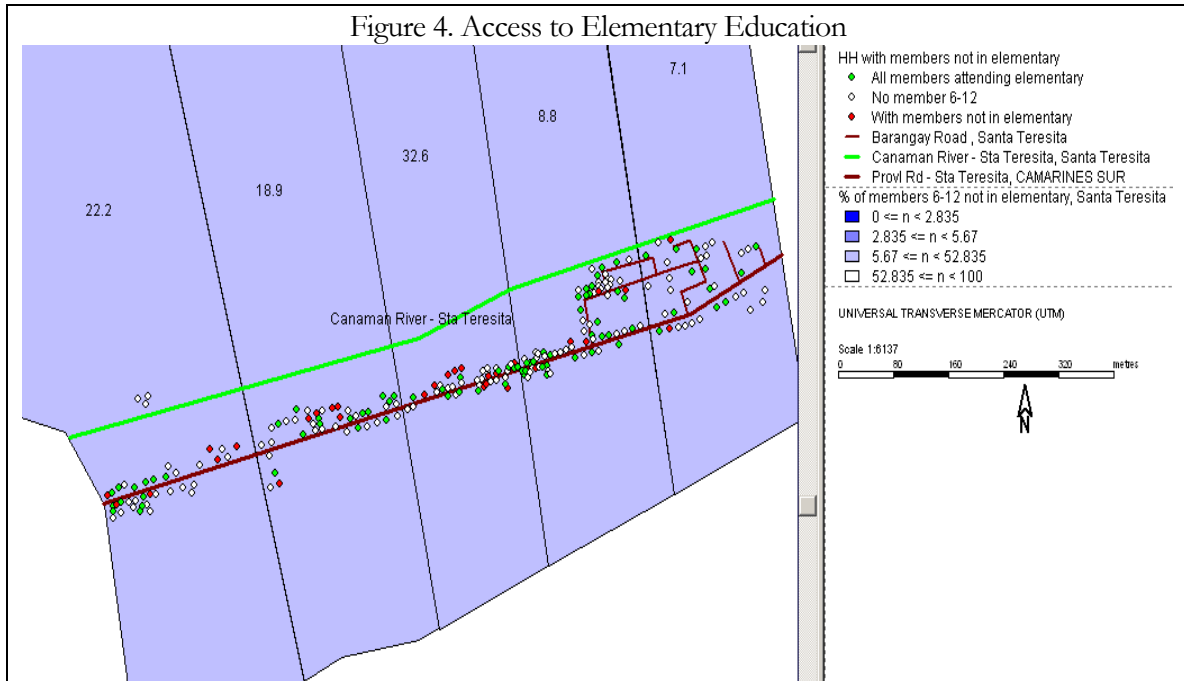 Figure 4. Access to Elementary Education
7.1
8.8
32.6
18.9
22.2
Canaman River - Sta Teresita
HH with members not in elementary
All members attending elementary
No member 6-12
With members not in elementary
Barangay Road , Santa Teresita
Canaman River - Sta Teresita, Santa Teresita
Provl Rd - Sta Teresita, CAMARINES SUR
% of members 6-12 not in elementary, Santa Teresita
0 <= n < 2.835
2.835 <= n < 5.67
5.67 <= n < 52.835
52.835 <= n < 100
UNIVERSAL TRANSVERSE MERCATOR (UTM)
Scale 1:6137
0 80 160 240 320 metres
N